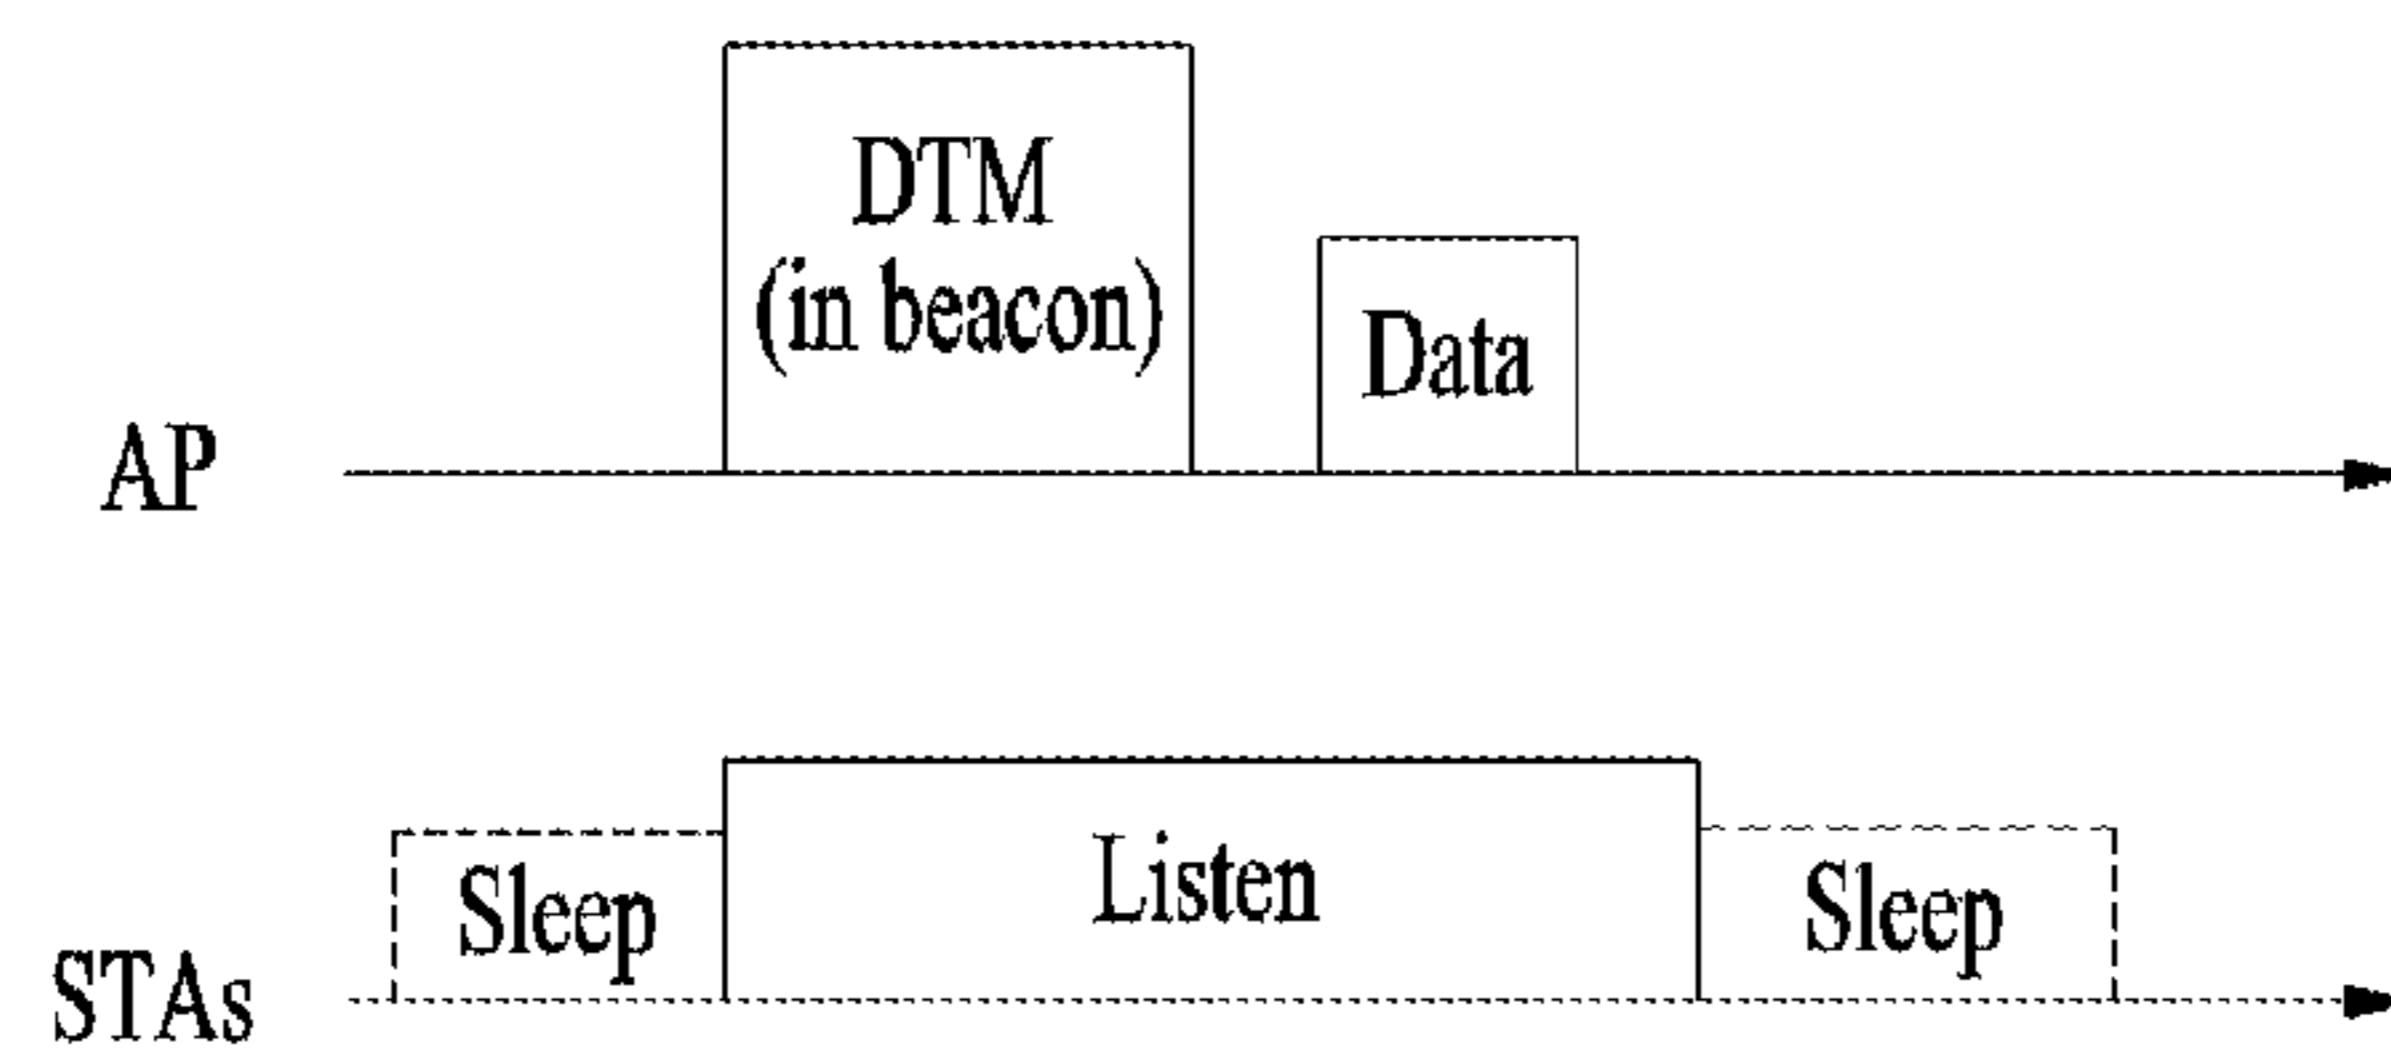 DTM
(in beacon)
Data
AP
Listen
Sleep
Sleep
STAs